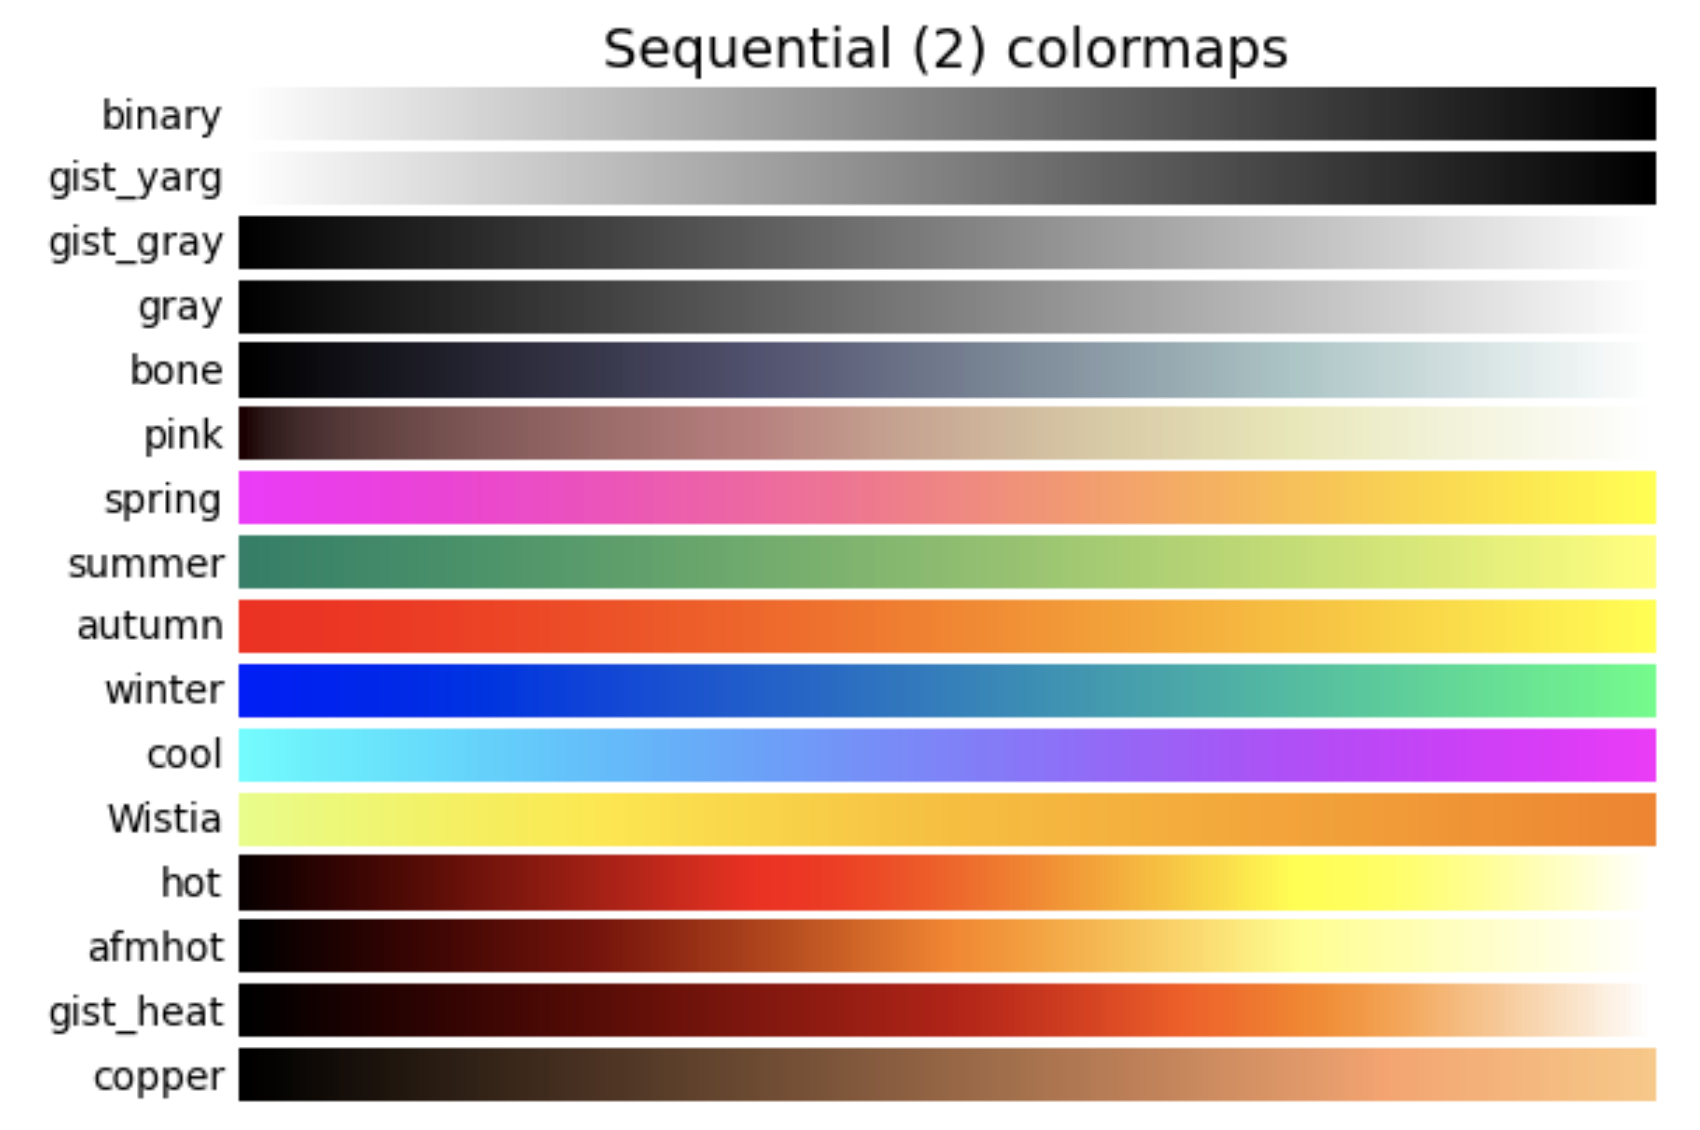 Sequential (2) colormaps
binary
gist_yarg
gist_gray
gray
bone
pink
spring
summer
autumn
winter
cool
Wistia
hot
afmhot
gist_heat
copper